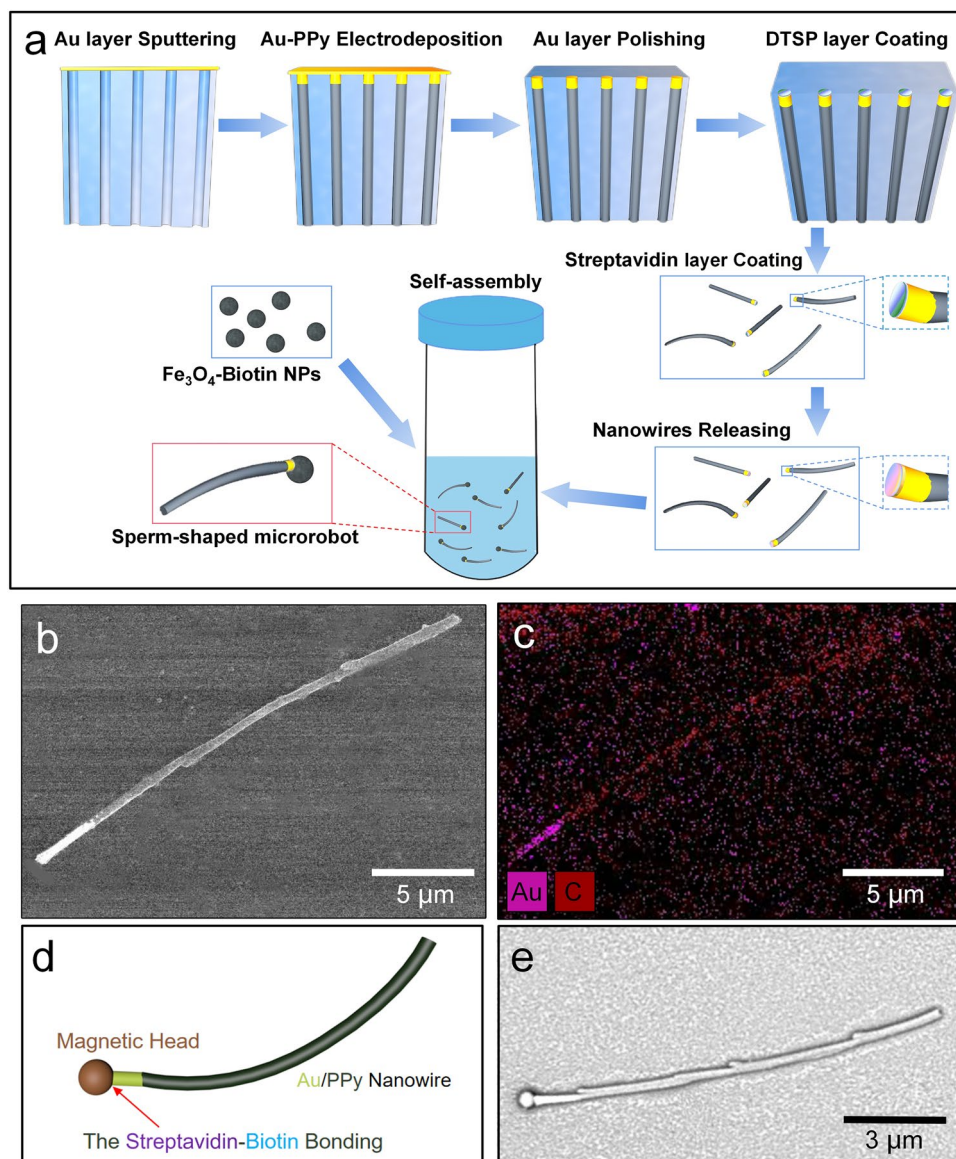 a
Au layer Sputtering
Au-PPy Electrodeposition
Au layer Polishing
DTSP layer Coating
Streptavidin layer Coating
Self-assembly
Fe₃O₄-Biotin NPs
Nanowires Releasing
Sperm-shaped microrobot
b
5 μm
c
Au
C
5 μm
d
Magnetic Head
Au/PPy Nanowire
The Streptavidin-Biotin Bonding
e
3 μm